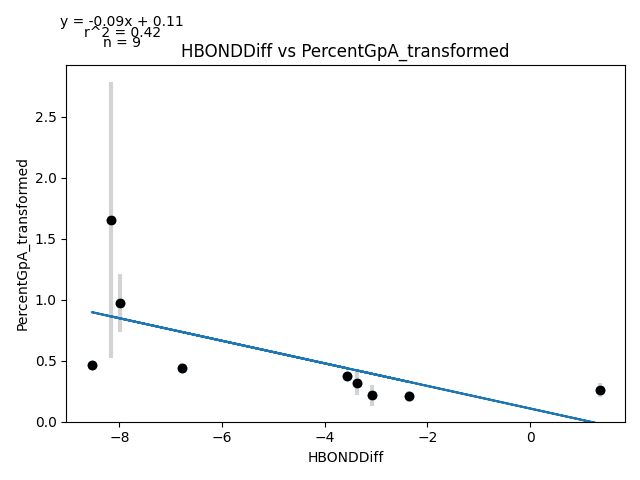 y = -0.09x + 0.11
r^2 = 0.42
n = 9
HBONDDiff vs PercentGpA_transformed
PercentGpA_transformed
2.5
2.0
1.5
1.0
0.5
0.0
−8
−6
−4
−2
0
HBONDDiff